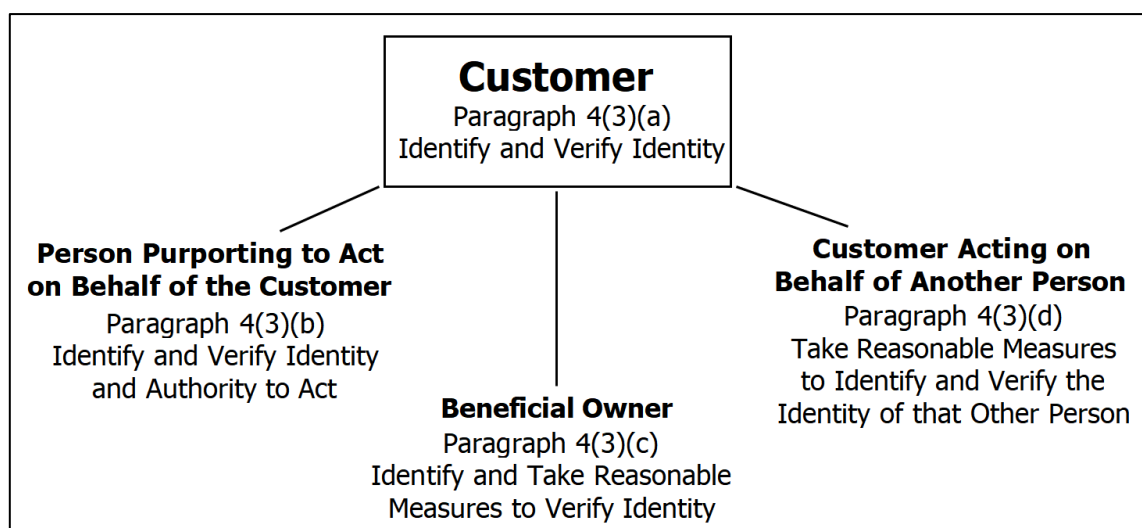 Customer
Paragraph 4(3)(a)
Identify and Verify Identity
Person Purporting to Act
on Behalf of the Customer
Paragraph 4(3)(b)
Identify and Verify Identity
and Authority to Act
Beneficial Owner
Paragraph 4(3)(c)
Identify and Take Reasonable
Measures to Verify Identity
Customer Acting on
Behalf of Another Person
Paragraph 4(3)(d)
Take Reasonable Measures
to Identify and Verify the
Identity of that Other Person